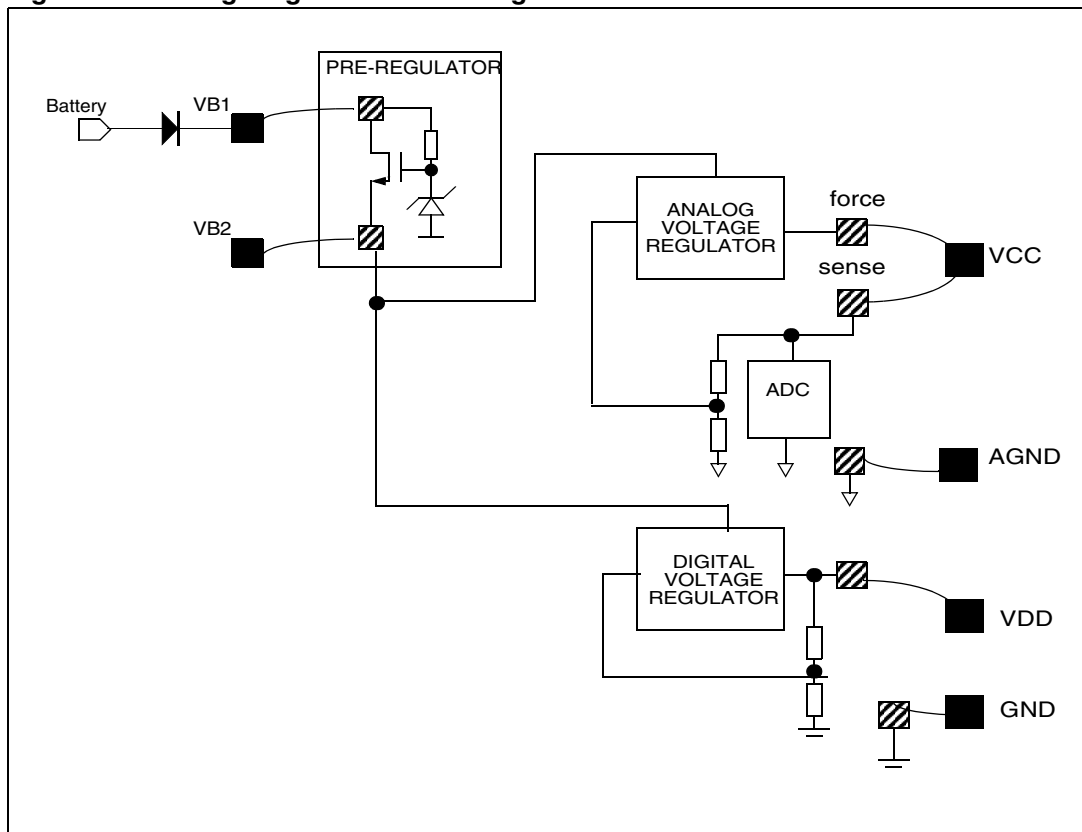 PRE-REGULATOR
Battery
VB1
VB2
ANALOG
VOLTAGE
REGULATOR
force
sense
VCC
ADC
AGND
DIGITAL
VOLTAGE
REGULATOR
VDD
GND